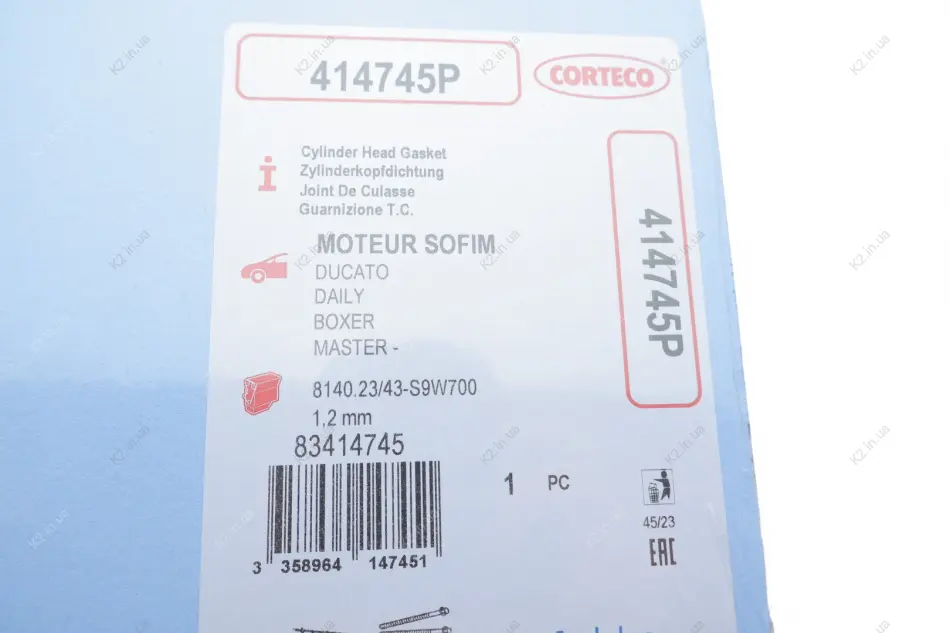 414745P
CORTECO
Cylinder Head Gasket
Zylinderkopfdichtung
Joint De Culasse
Guarnizione T.C.
414745P
MOTEUR SOFIM
DUCATO
DAILY
BOXER
MASTER -
8140.23/43-S9W700
1,2 mm
83414745
1 PC
45/23
EAC
3 358964 147451
K2.in.ua